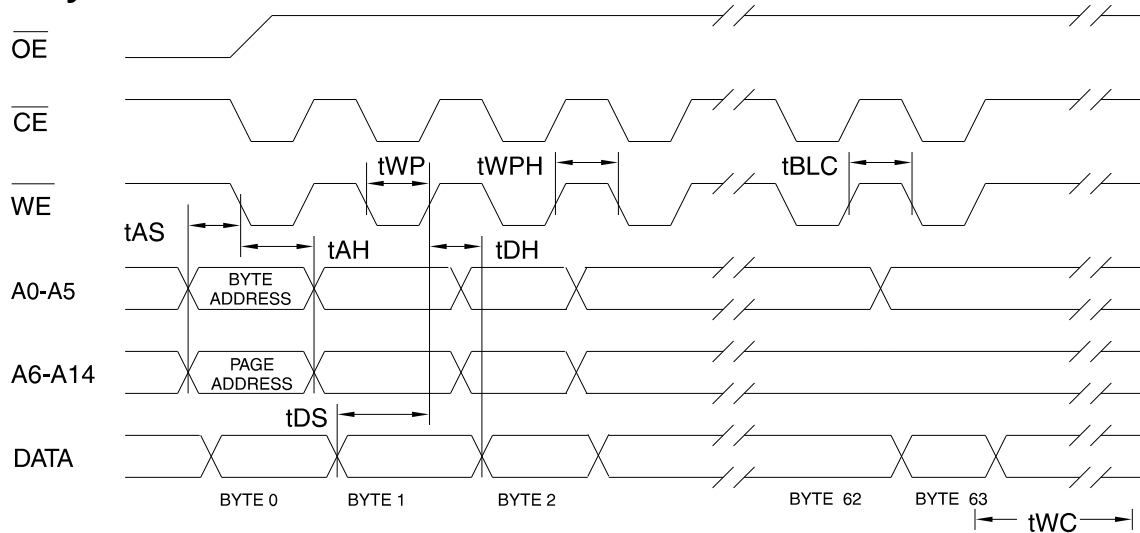 OE
CE
tWP
tWPH
tBLC
WE
tAS
tAH
tDH
A0-A5
BYTE
ADDRESS
A6-A14
PAGE
ADDRESS
tDS
DATA
BYTE 0
BYTE 1
BYTE 2
BYTE 62
BYTE 63
tWC